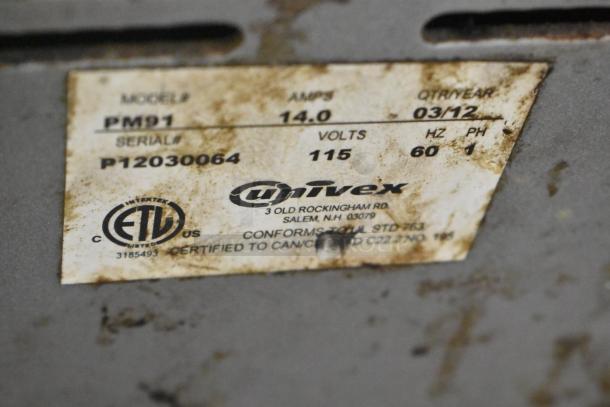 MODEL# AMPS QTR/YEAR
PM91 14.0 03/12
SERIAL# VOLTS HZ PH
P12030064 115 60 1
Univex
3 OLD ROCKINGHAM RD.
SALEM, N.H. 03079
INTERTEK
ETL
LISTED
C US
3185493
CONFORMS TO UL STD 763
CERTIFIED TO STD C22.2 NO. 195